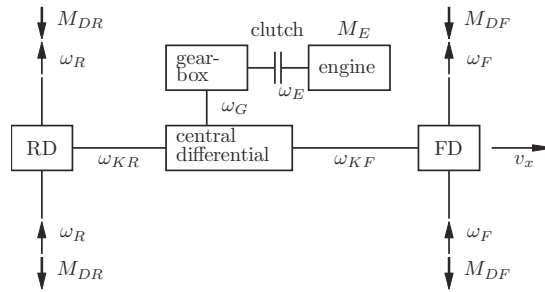 M_DR
M_DF
clutch
M_E
ω_R
gear-
box
engine
ω_F
ω_E
ω_G
RD
central
differential
FD
ω_KR
ω_KF
v_x
ω_R
ω_F
M_DR
M_DF